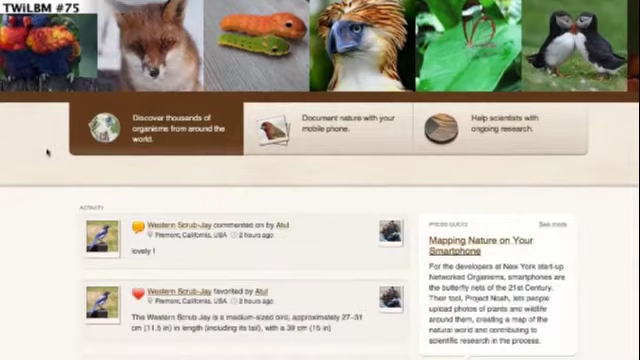 TWiLBM #75
Discover thousands of
organisms from around the
world.
Document nature with your
mobile phone.
Help scientists with
ongoing research.
ACTIVITY
Western Scrub-Jay commented on by Atul
Fremont, California, USA 2 hours ago
lovely !
Western Scrub-Jay favorited by Atul
Fremont, California, USA 2 hours ago
The Western Scrub Jay is a medium-sized bird, approximately 27–31
cm (11.5 in) in length (including its tail), with a 39 cm (15 in)
PRESS QUOTE
See more
Mapping Nature on Your
Smartphone
For the developers at New York start-up
Networked Organisms, smartphones are
the butterfly nets of the 21st Century.
Their tool, Project Noah, lets people
upload photos of plants and wildlife
around them, creating a map of the
natural world and contributing to
scientific research in the process.